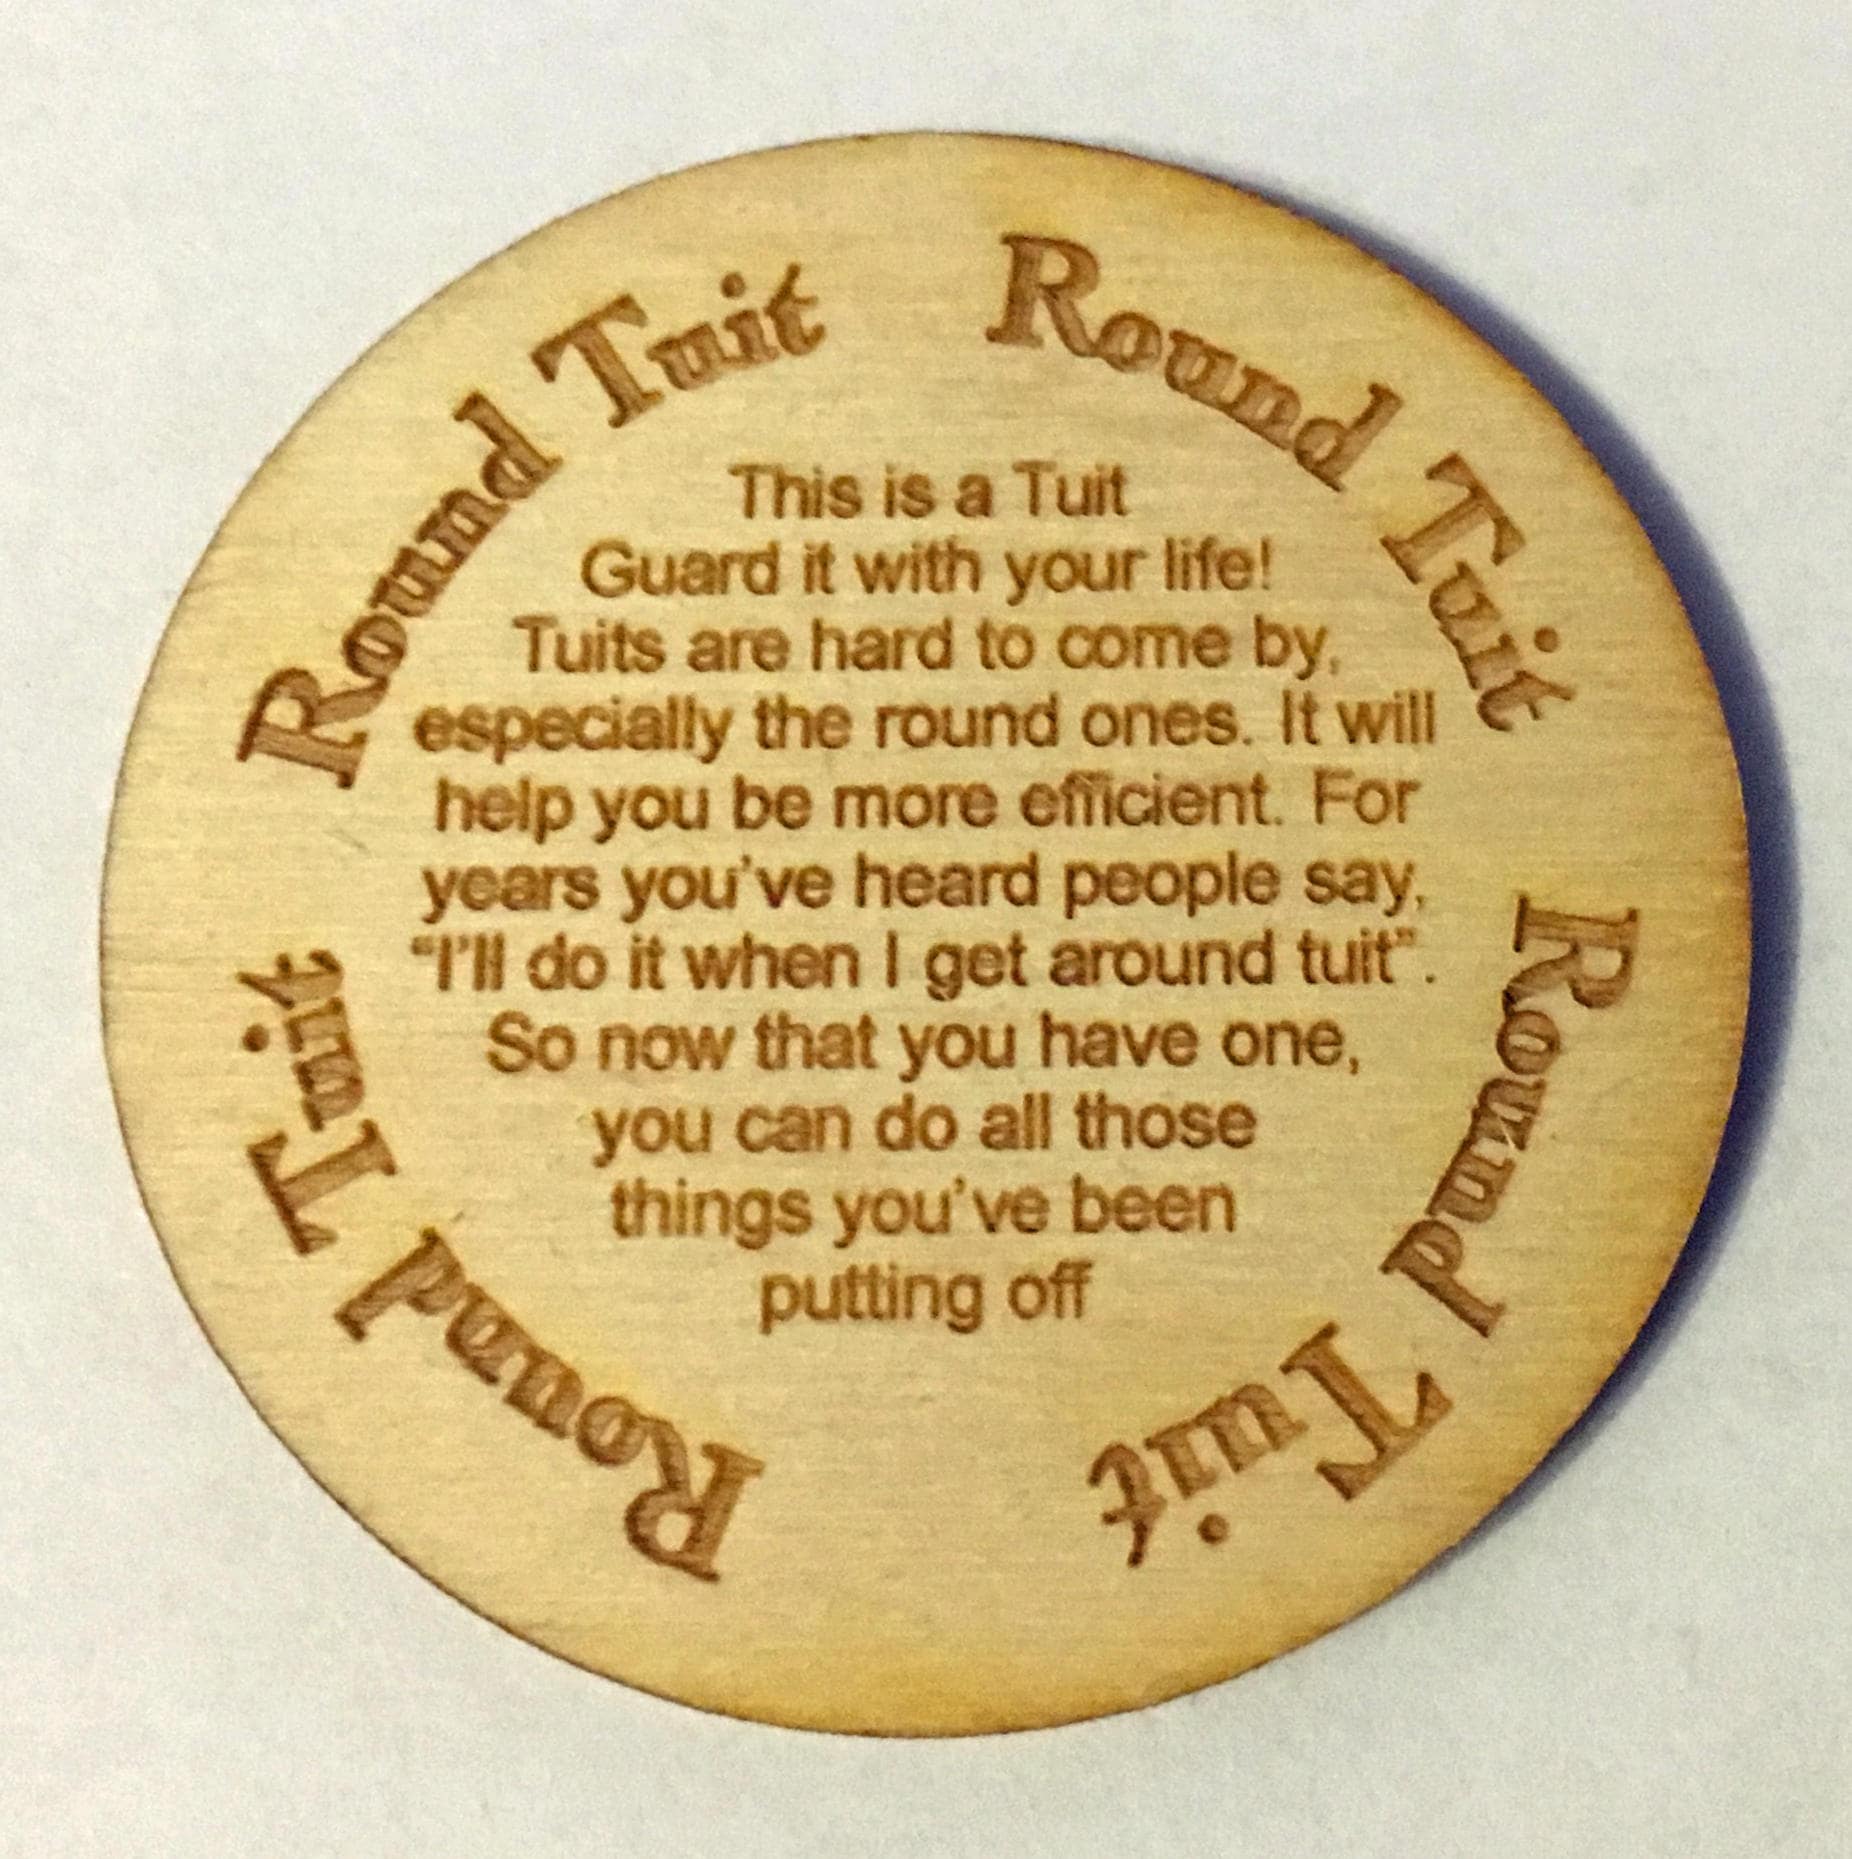 Round Tuit
Round Tuit
Round Tuit
Round Tuit
This is a Tuit
Guard it with your life!
Tuits are hard to come by,
especially the round ones. It will
help you be more efficient. For
years you've heard people say,
"I'll do it when I get around tuit".
So now that you have one,
you can do all those
things you've been
putting off